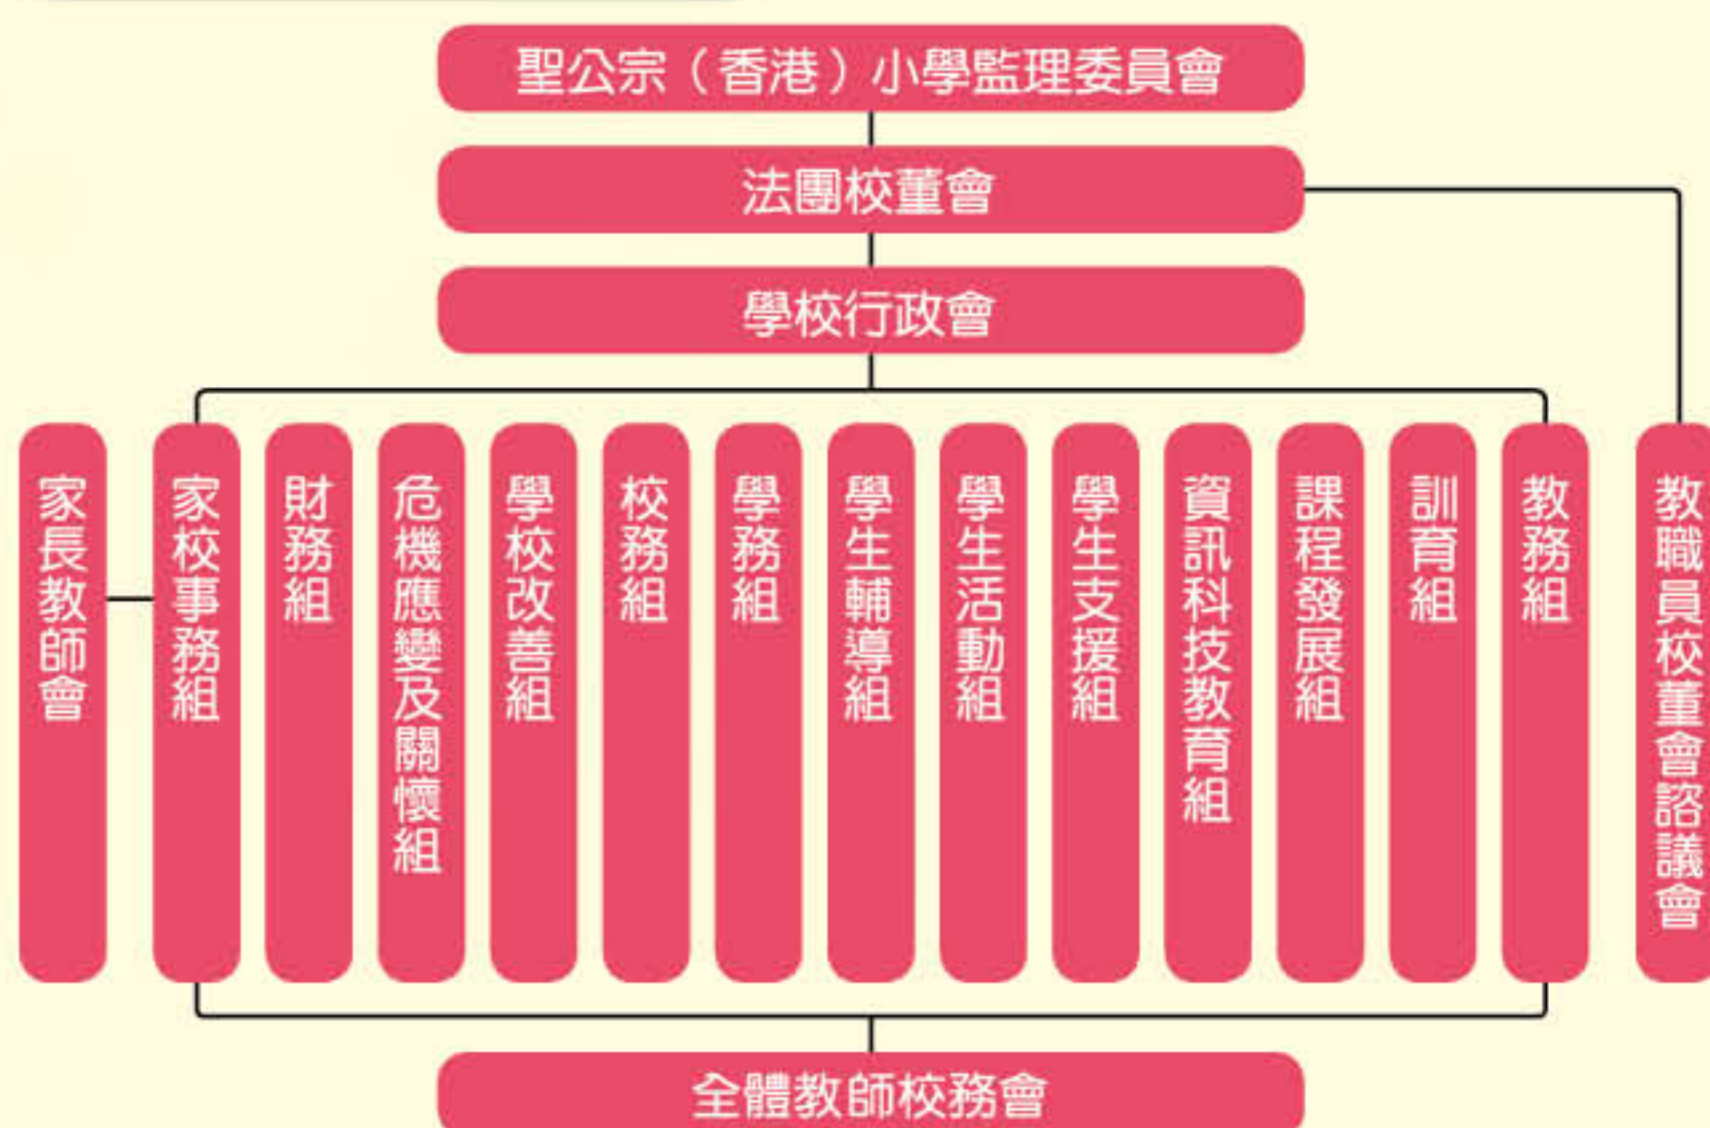 聖公宗（香港）小學監理委員會
法團校董會
學校行政會
家長教師會
家校事務組
財務組
危機應變及關懷組
學校改善組
校務組
學務組
學生輔導組
學生活動組
學生支援組
資訊科技教育組
課程發展組
訓育組
教務組
教職員校董會諮議會
全體教師校務會